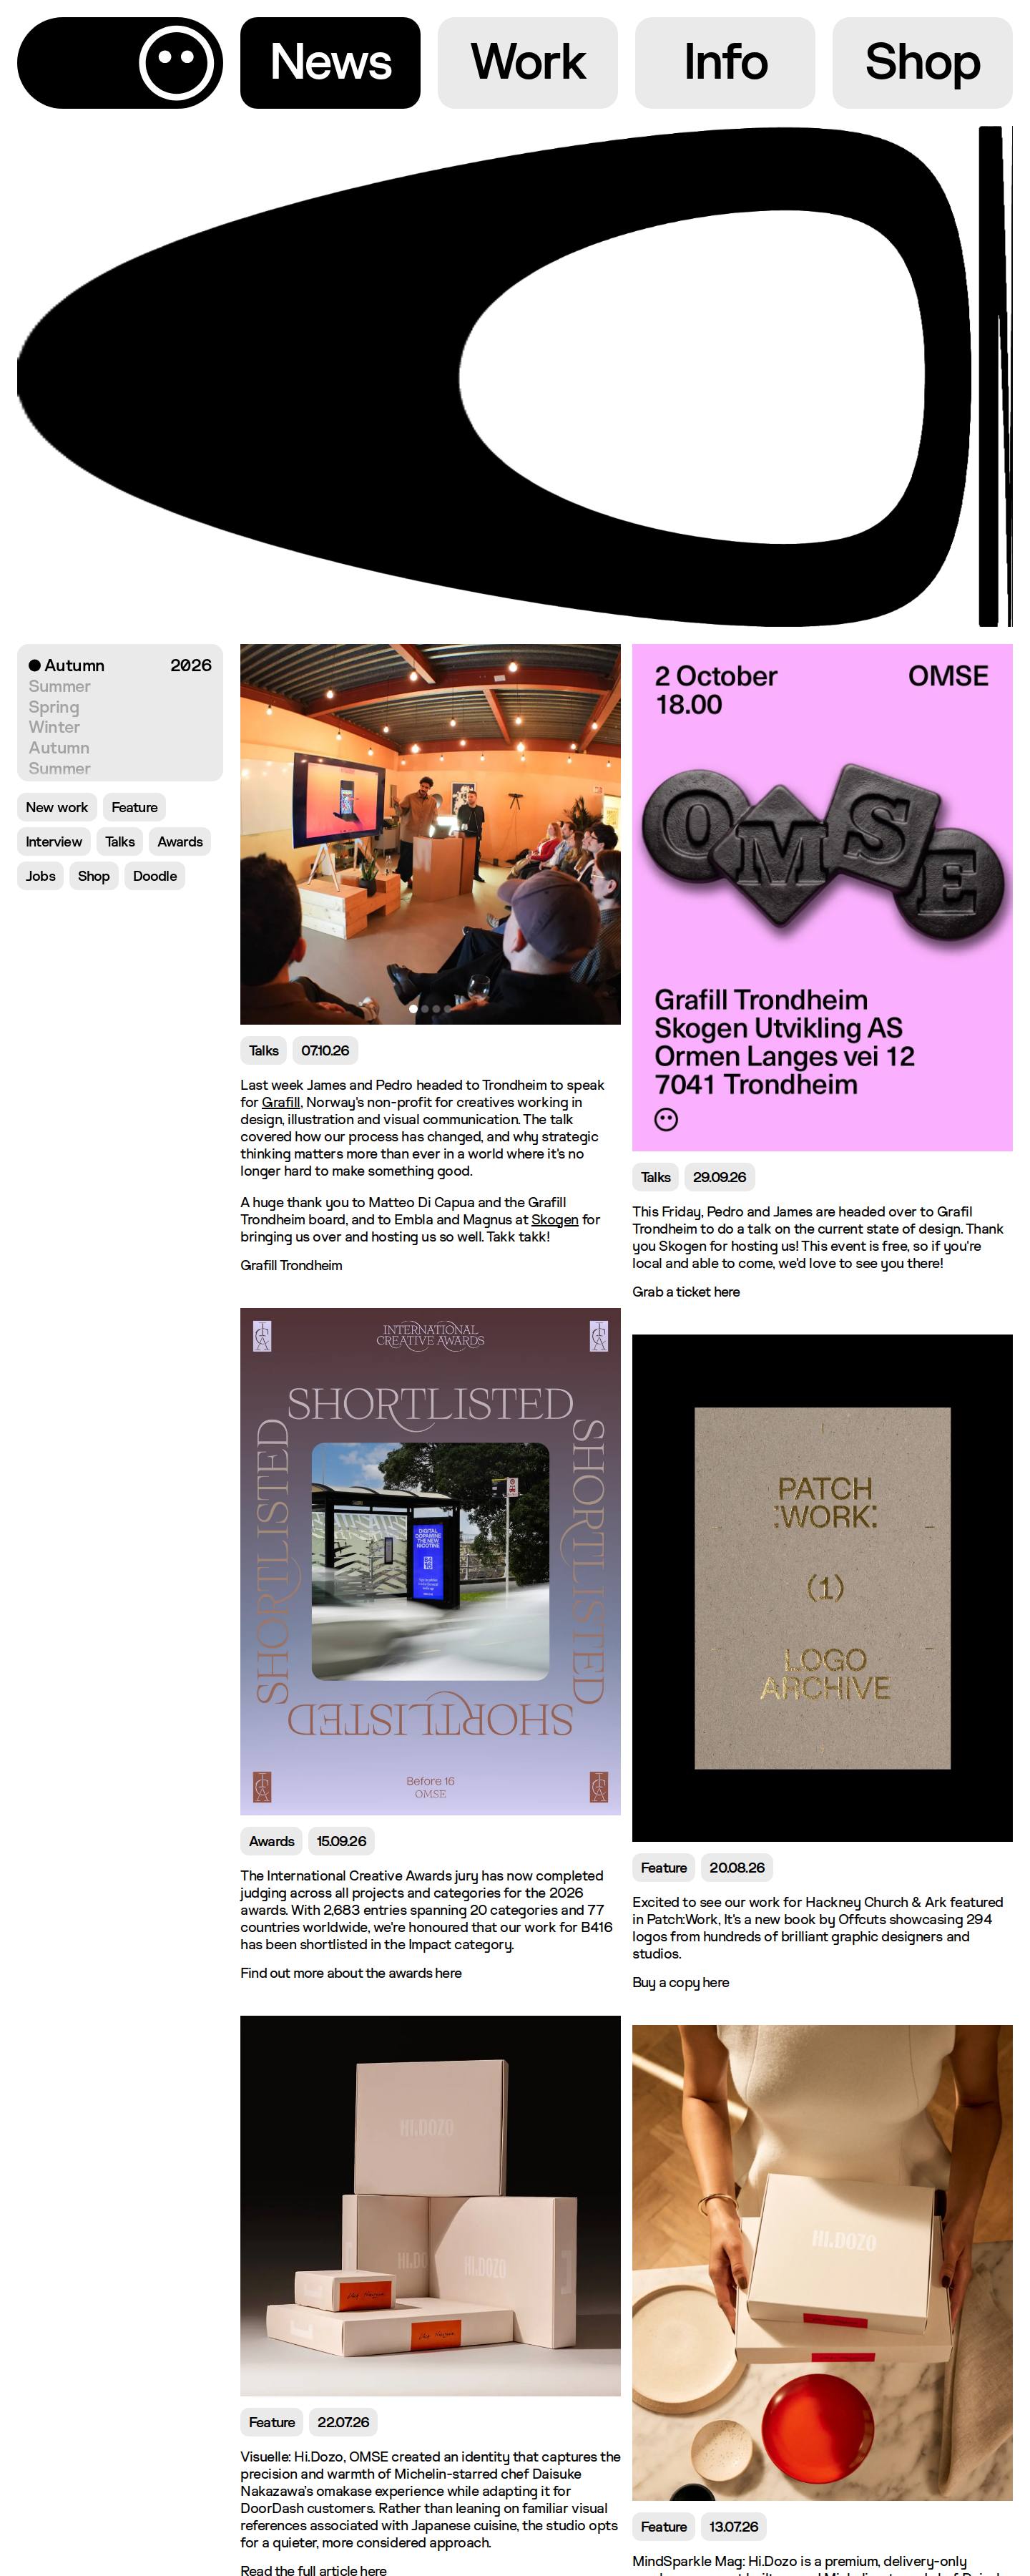 News
Work
Info
Shop
Autumn 2026
Summer
Spring
Winter
Autumn
Summer
New work
Feature
Interview
Talks
Awards
Jobs
Shop
Doodle
Talks
07.10.26
Last week James and Pedro headed to Trondheim to speak
for Grafill, Norway's non-profit for creatives working in
design, illustration and visual communication. The talk
covered how our process has changed, and why strategic
thinking matters more than ever in a world where it's no
longer hard to make something good.
A huge thank you to Matteo Di Capua and the Grafill
Trondheim board, and to Embla and Magnus at Skogen for
bringing us over and hosting us so well. Takk takk!
Grafill Trondheim
2 October
18.00
OMSE
OMSE
Grafill Trondheim
Skogen Utvikling AS
Ormen Langes vei 12
7041 Trondheim
Talks
29.09.26
This Friday, Pedro and James are headed over to Grafil
Trondheim to do a talk on the current state of design. Thank
you Skogen for hosting us! This event is free, so if you're
local and able to come, we'd love to see you there!
Grab a ticket here
INTERNATIONAL
CREATIVE AWARDS
SHORTLISTED
SHORTLISTED
SHORTLISTED
SHORTLISTED
DIGITAL
DOPAMINE
THE NEW
NICOTINE
Before 16
OMSE
Awards
15.09.26
The International Creative Awards jury has now completed
judging across all projects and categories for the 2026
awards. With 2,683 entries spanning 20 categories and 77
countries worldwide, we're honoured that our work for B416
has been shortlisted in the Impact category.
Find out more about the awards here
PATCH
:WORK:
(1)
LOGO
ARCHIVE
Feature
20.08.26
Excited to see our work for Hackney Church & Ark featured
in Patch:Work, It's a new book by Offcuts showcasing 294
logos from hundreds of brilliant graphic designers and
studios.
Buy a copy here
HI.DOZO
HI.DOZO
HI.DOZO
Feature
22.07.26
Visuelle: Hi.Dozo, OMSE created an identity that captures the
precision and warmth of Michelin-starred chef Daisuke
Nakazawa's omakase experience while adapting it for
DoorDash customers. Rather than leaning on familiar visual
references associated with Japanese cuisine, the studio opts
for a quieter, more considered approach.
Read the full article here
HI.DOZO
Feature
13.07.26
MindSparkle Mag: Hi.Dozo is a premium, delivery-only